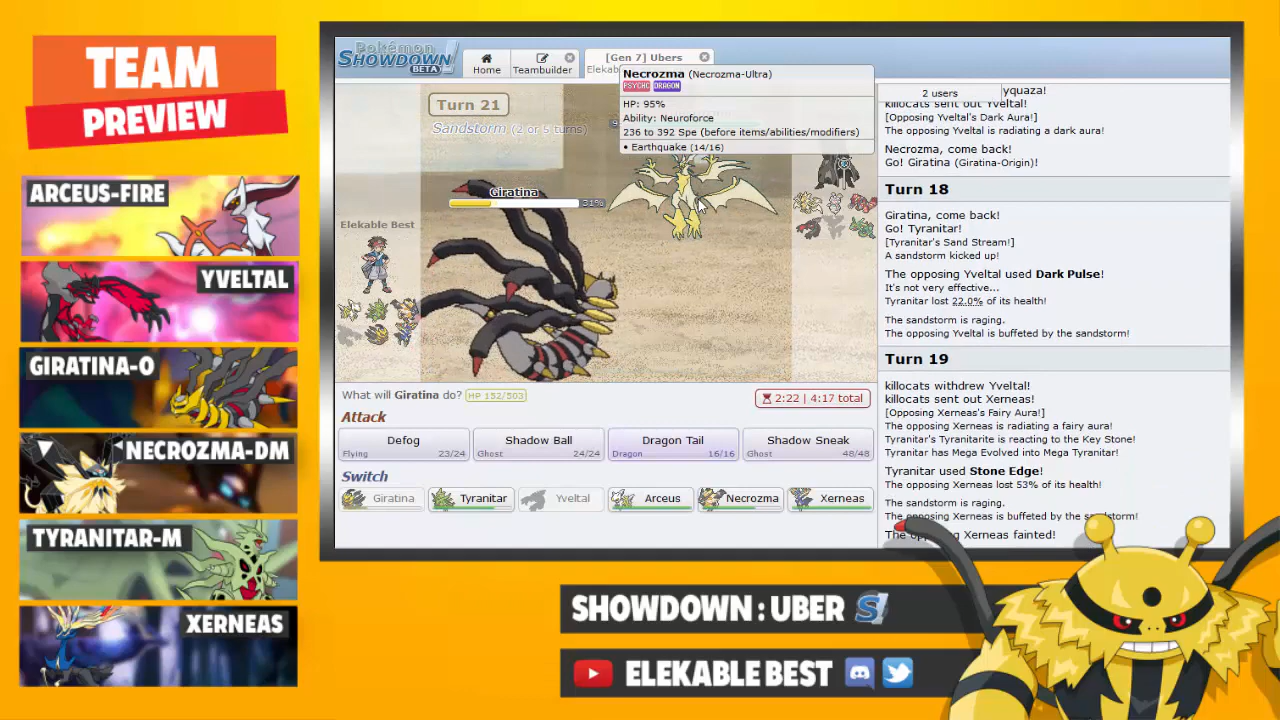 TEAM
PREVIEW
ARCEUS-FIRE
YVELTAL
GIRATINA-O
NECROZMA-DM
TYRANITAR-M
XERNEAS
Pokémon
SHOWDOWN!
BETA
Home
Teambuilder
[Gen 7] Ubers
Necrozma (Necrozma-Ultra)
PSYCHC DRAGON
HP: 95%
Ability: Neuroforce
236 to 392 Spe (before items/abilities/modifiers)
• Earthquake (14/16)
Turn 21
Sandstorm (2 or 5 turns)
Giratina
31%
Elekable Best
2 users
yquaza!
killocats sent out Yveltal!
[Opposing Yveltal's Dark Aura!]
The opposing Yveltal is radiating a dark aura!
Necrozma, come back!
Go! Giratina (Giratina-Origin)!
Turn 18
Giratina, come back!
Go! Tyranitar!
[Tyranitar's Sand Stream!]
A sandstorm kicked up!
The opposing Yveltal used Dark Pulse!
It's not very effective...
Tyranitar lost 22.0% of its health!
The sandstorm is raging.
The opposing Yveltal is buffeted by the sandstorm!
Turn 19
killocats withdrew Yveltal!
killocats sent out Xerneas!
[Opposing Xerneas's Fairy Aura!]
The opposing Xerneas is radiating a fairy aura!
Tyranitar's Tyranitarite is reacting to the Key Stone!
Tyranitar has Mega Evolved into Mega Tyranitar!
Tyranitar used Stone Edge!
The opposing Xerneas lost 53% of its health!
The sandstorm is raging.
The opposing Xerneas is buffeted by the sandstorm!
The opposing Xerneas fainted!
What will Giratina do? HP 152/503
2:22 | 4:17 total
Attack
Defog
Flying 23/24
Shadow Ball
Ghost 24/24
Dragon Tail
Dragon 16/16
Shadow Sneak
Ghost 48/48
Switch
Giratina
Tyranitar
Yveltal
Arceus
Necrozma
Xerneas
SHOWDOWN : UBER S
ELEKABLE BEST